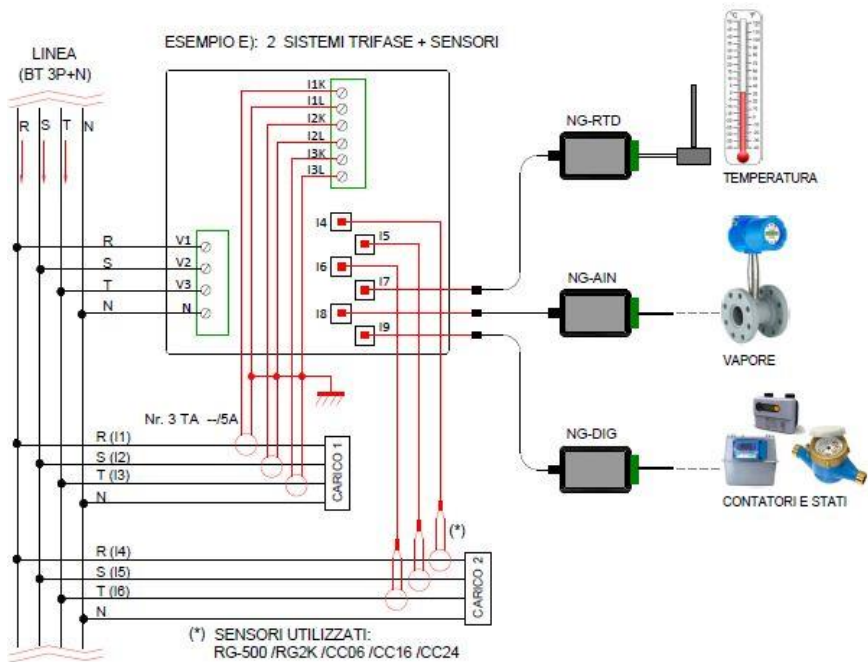 ESEMPIO E): 2 SISTEMI TRIFASE + SENSORI
LINEA
(BT 3P+N)
R S T N
I1K
I1L
I2K
I2L
I3K
I3L
R V1
S V2
T V3
N N
I4
I5
I6
I7
I8
I9
NG-RTD
TEMPERATURA
NG-AIN
VAPORE
NG-DIG
CONTATORI E STATI
Nr. 3 TA --/5A
R (I1)
S (I2)
T (I3)
N
CARICO 1
(*)
R (I4)
S (I5)
T (I6)
N
CARICO 2
(*) SENSORI UTILIZZATI:
RG-500 /RG2K /CC06 /CC16 /CC24